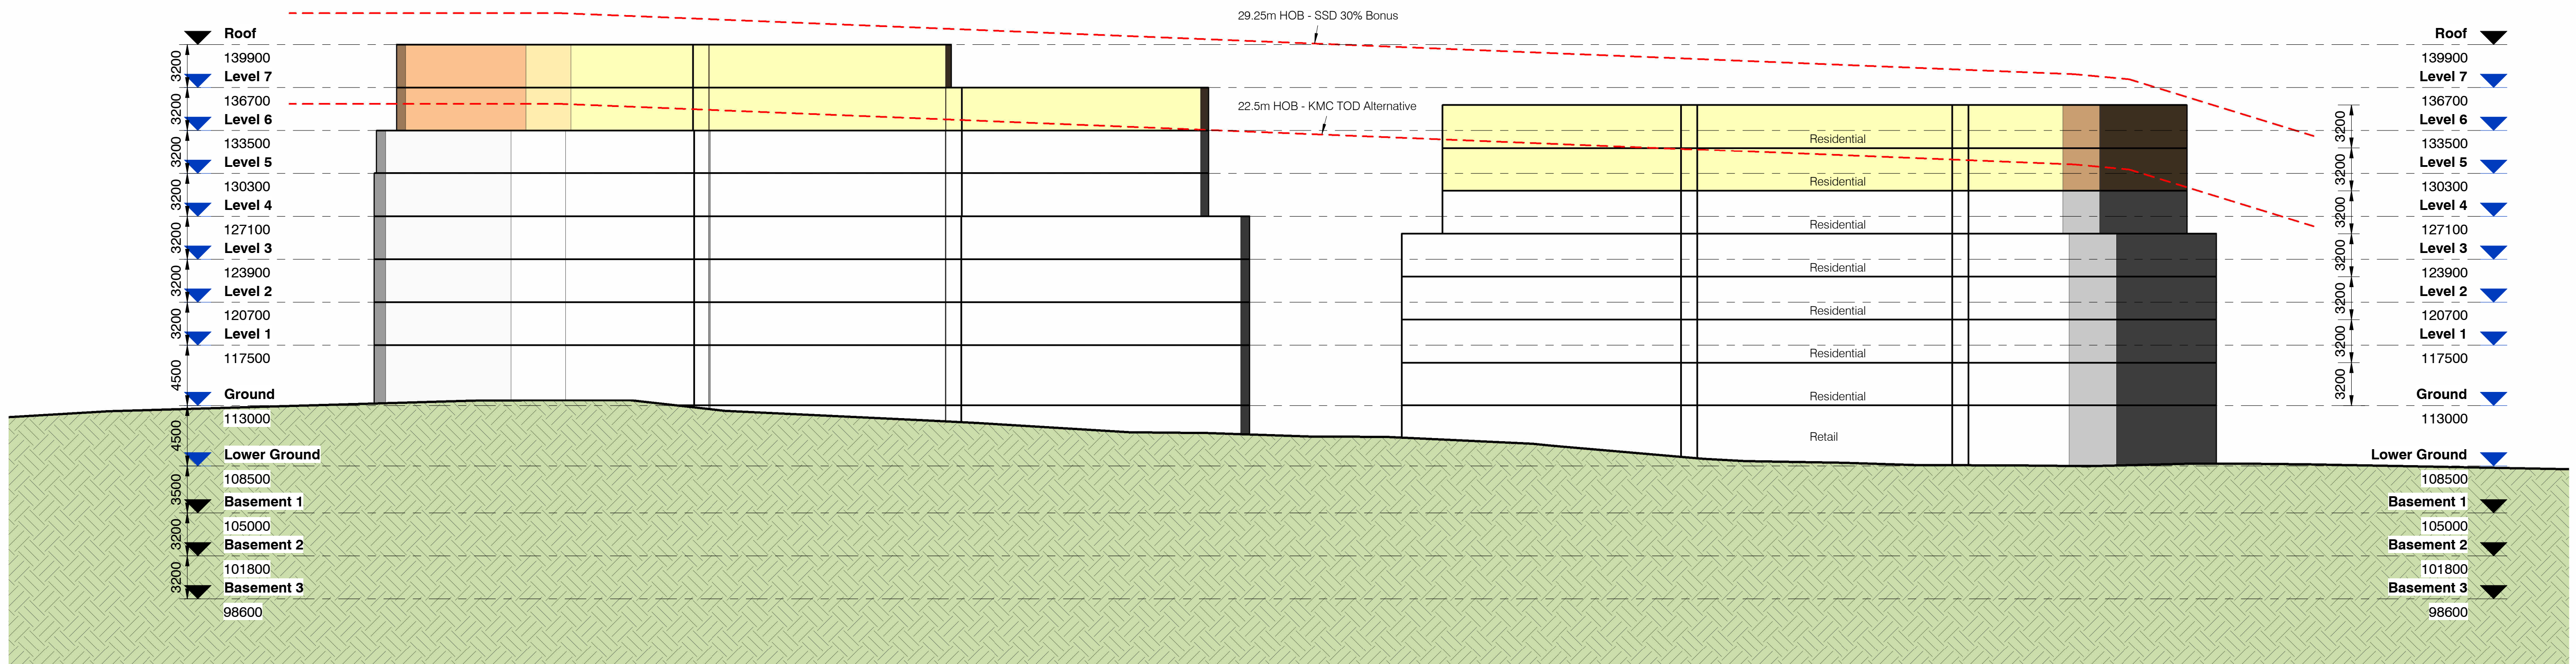 29.25m HOB - SSD 30% Bonus
22.5m HOB - KMC TOD Alternative
Roof
139900
3200
Level 7
136700
3200
Level 6
133500
3200
Level 5
130300
3200
Level 4
127100
3200
Level 3
123900
3200
Level 2
120700
3200
Level 1
117500
4500
Ground
113000
4500
Lower Ground
108500
3500
Basement 1
105000
3200
Basement 2
101800
3200
Basement 3
98600
Residential
Residential
Residential
Residential
Residential
Residential
Residential
Retail
3200
3200
3200
3200
3200
3200
3200
Roof
139900
Level 7
136700
Level 6
133500
Level 5
130300
Level 4
127100
Level 3
123900
Level 2
120700
Level 1
117500
Ground
113000
Lower Ground
108500
Basement 1
105000
Basement 2
101800
Basement 3
98600